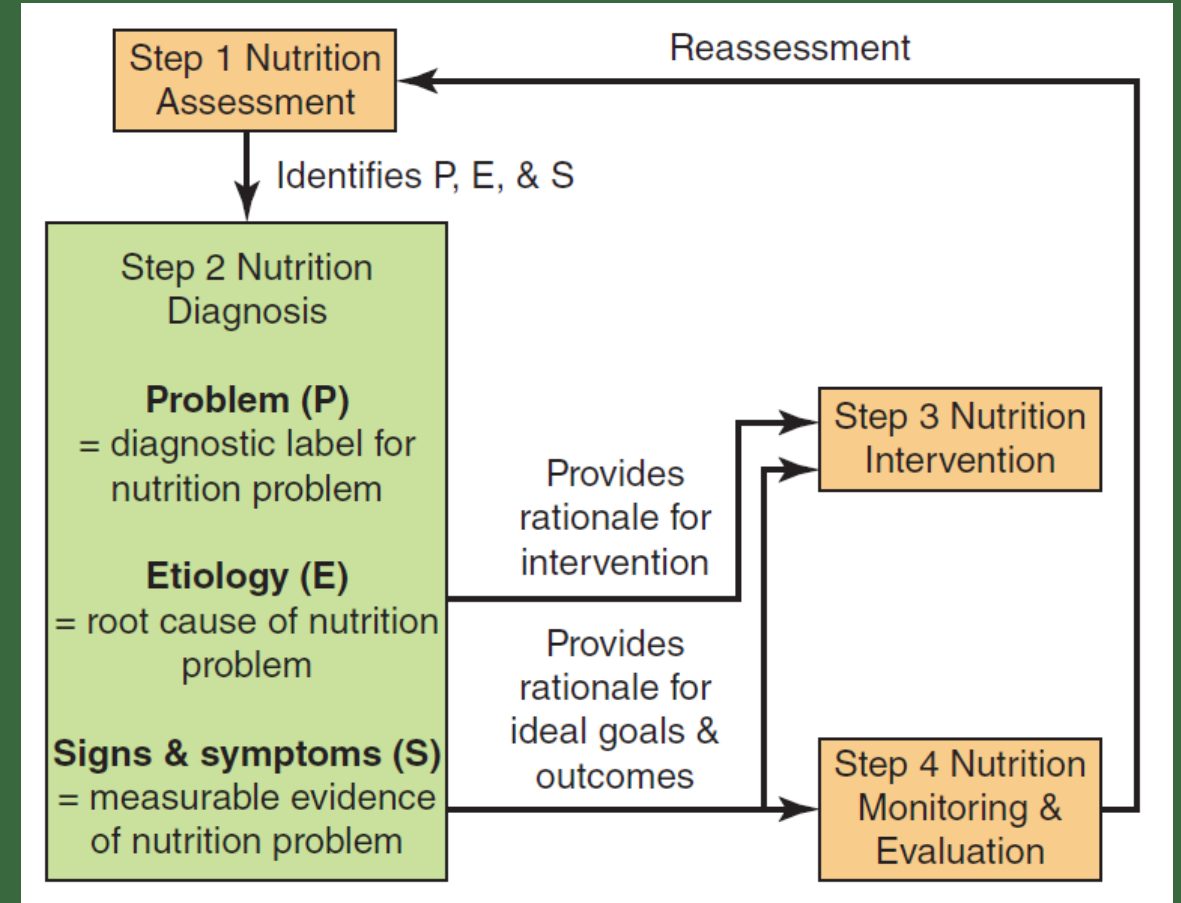 Step 1 Nutrition
Assessment
Reassessment
Identifies P, E, & S
Step 2 Nutrition
Diagnosis
Problem (P)
= diagnostic label for
nutrition problem
Etiology (E)
= root cause of nutrition
problem
Signs & symptoms (S)
= measurable evidence
of nutrition problem
Provides
rationale for
intervention
Provides
rationale for
ideal goals &
outcomes
Step 3 Nutrition
Intervention
Step 4 Nutrition
Monitoring &
Evaluation